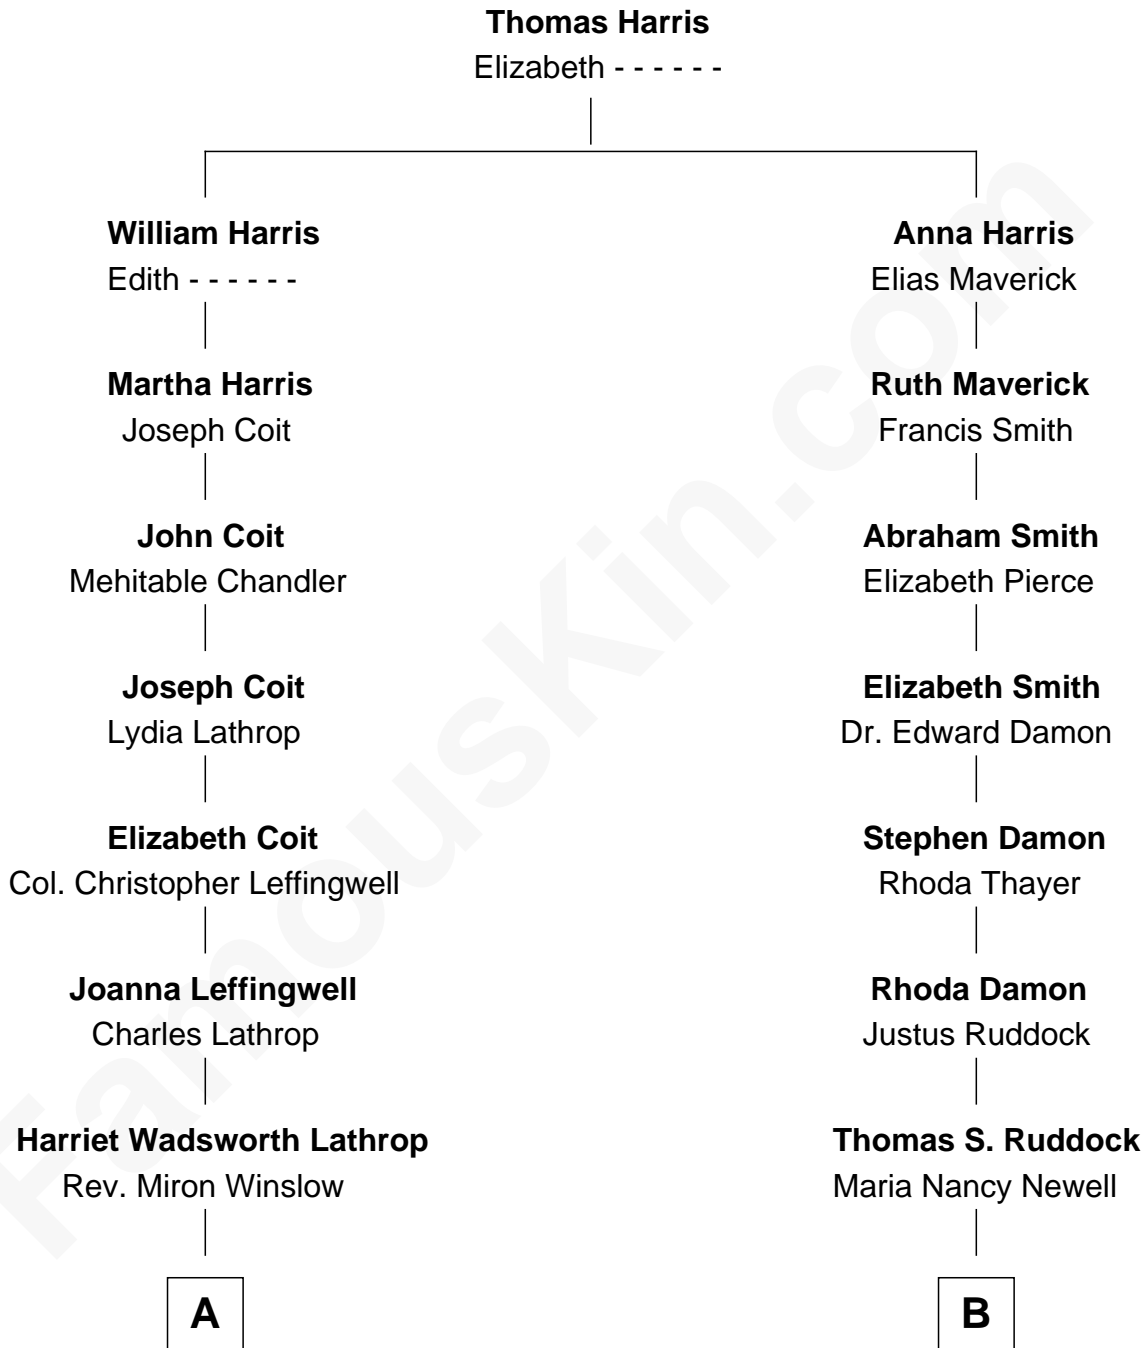 Thomas Harris
Elizabeth - - - - - -
William Harris
Edith - - - - - -
Anna Harris
Elias Maverick
Martha Harris
Joseph Coit
Ruth Maverick
Francis Smith
John Coit
Mehitable Chandler
Abraham Smith
Elizabeth Pierce
Joseph Coit
Lydia Lathrop
Elizabeth Smith
Dr. Edward Damon
Elizabeth Coit
Col. Christopher Leffingwell
Stephen Damon
Rhoda Thayer
Joanna Leffingwell
Charles Lathrop
Rhoda Damon
Justus Ruddock
Harriet Wadsworth Lathrop
Rev. Miron Winslow
Thomas S. Ruddock
Maria Nancy Newell
A
B
FamousKin.com